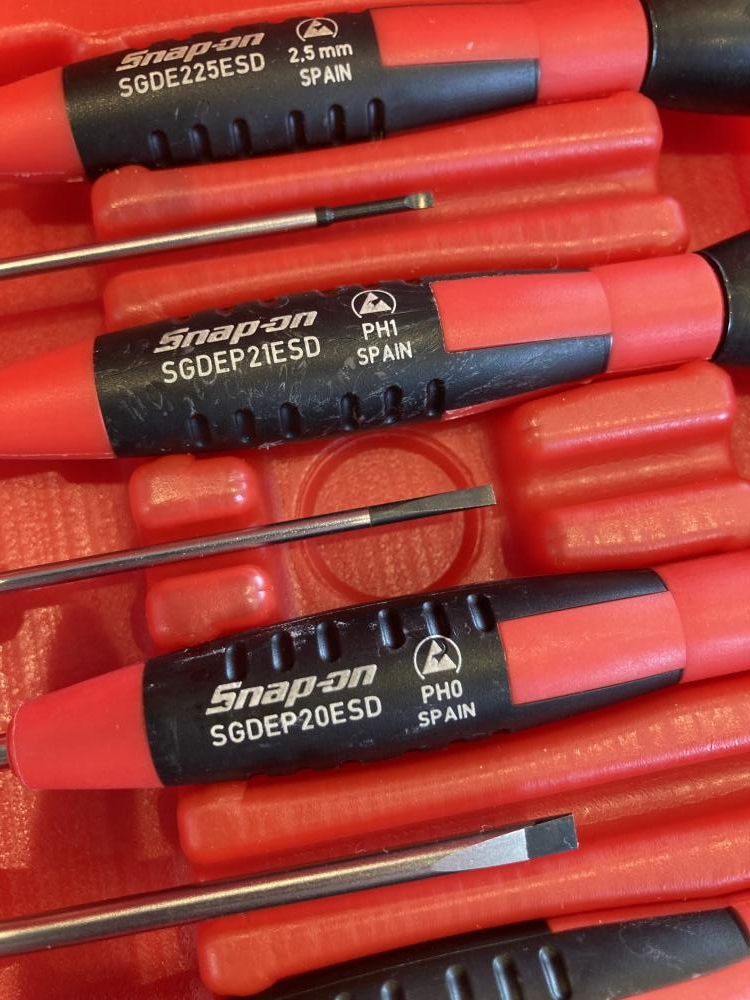 Snap-on
SGDE225ESD
2,5 mm
SPAIN
Snap-on
SGDEP21ESD
PH1
SPAIN
Snap-on
SGDEP20ESD
PH0
SPAIN